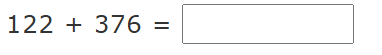 122 + 376 =